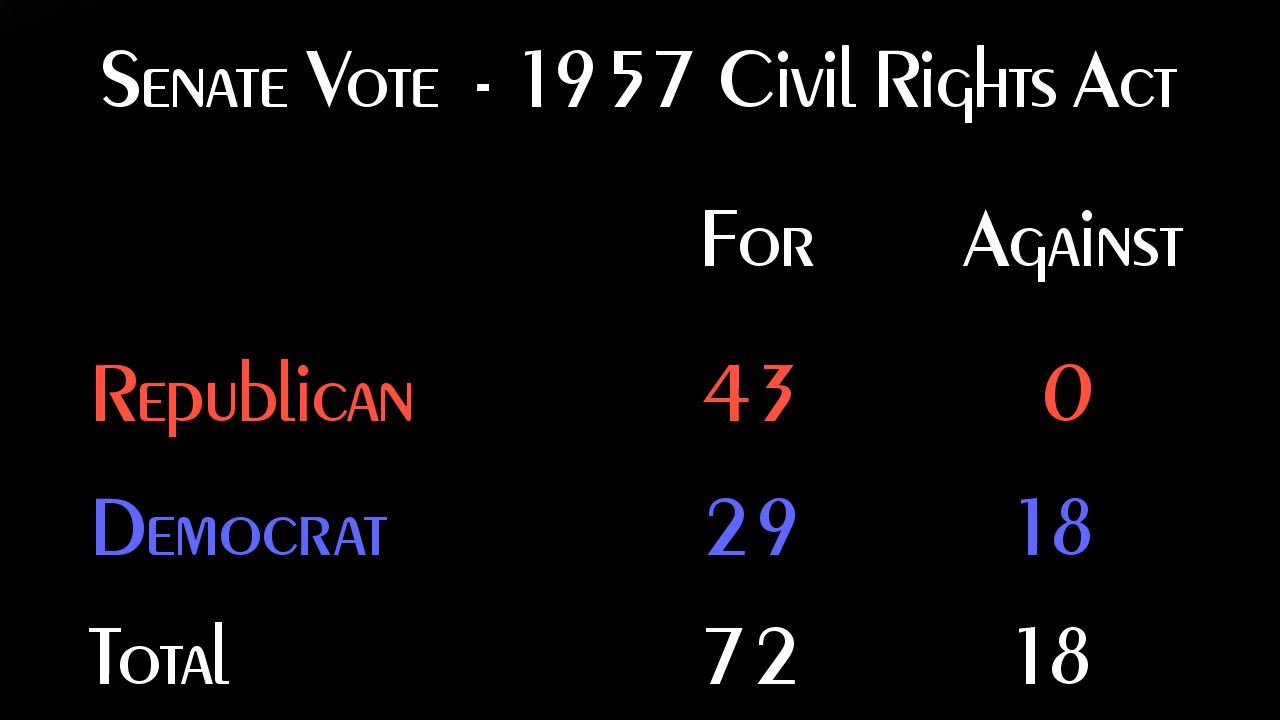 Senate Vote - 1957 Civil Rights Act
For Against
Republican 43 0
Democrat 29 18
Total 72 18